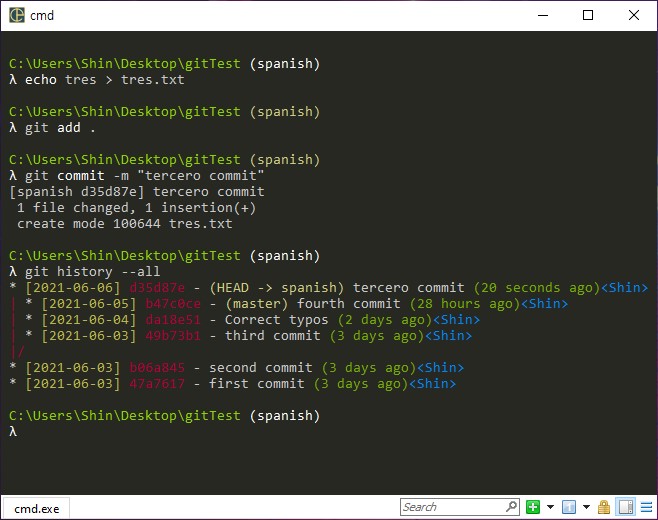 cmd
C:\Users\Shin\Desktop\gitTest (spanish)
λ echo tres > tres.txt
C:\Users\Shin\Desktop\gitTest (spanish)
λ git add .
C:\Users\Shin\Desktop\gitTest (spanish)
λ git commit -m "tercero commit"
[spanish d35d87e] tercero commit
 1 file changed, 1 insertion(+)
 create mode 100644 tres.txt
C:\Users\Shin\Desktop\gitTest (spanish)
λ git history --all
* [2021-06-06] d35d87e - (HEAD -> spanish) tercero commit (20 seconds ago)<Shin>
| * [2021-06-05] b47c0ce - (master) fourth commit (28 hours ago)<Shin>
| * [2021-06-04] da18e51 - Correct typos (2 days ago)<Shin>
| * [2021-06-03] 49b73b1 - third commit (3 days ago)<Shin>
|/
* [2021-06-03] b06a845 - second commit (3 days ago)<Shin>
* [2021-06-03] 47a7617 - first commit (3 days ago)<Shin>
C:\Users\Shin\Desktop\gitTest (spanish)
λ
cmd.exe
Search